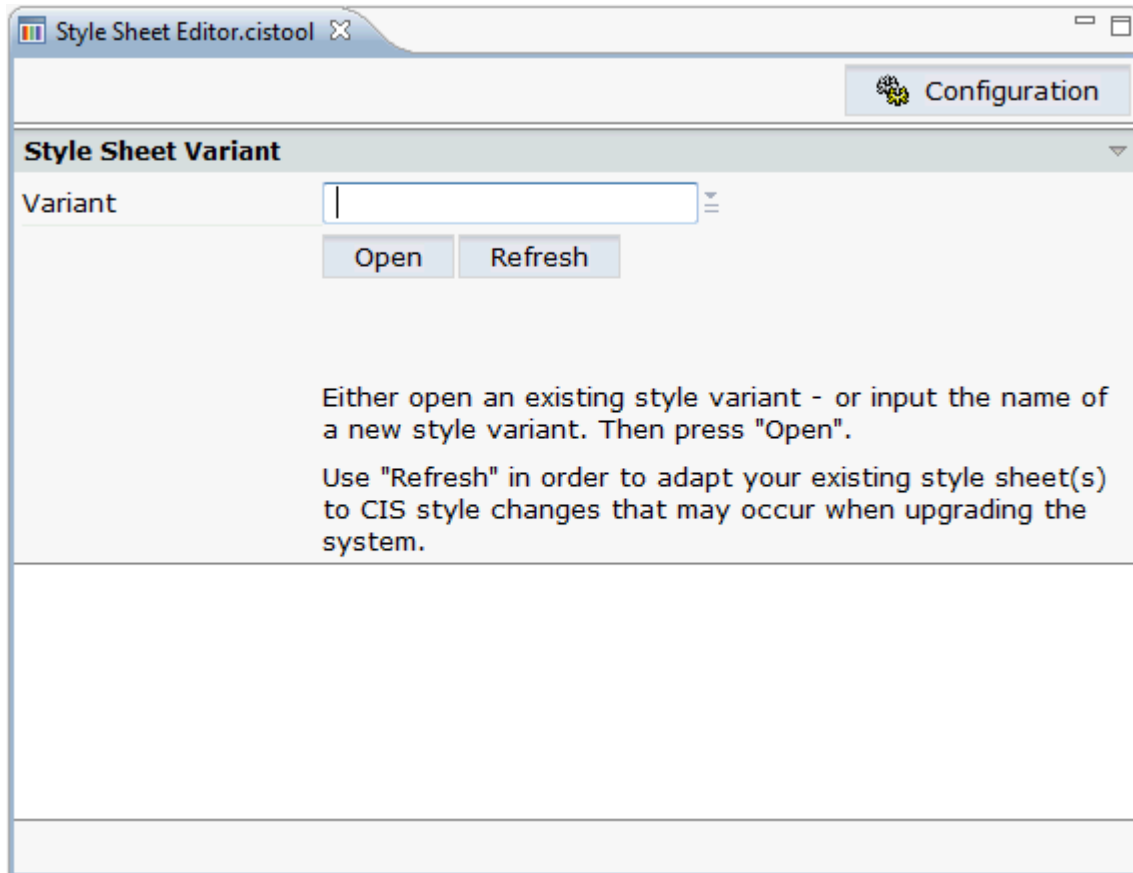 Style Sheet Editor.cistool
Configuration
Style Sheet Variant
Variant
Open Refresh
Either open an existing style variant - or input the name of
a new style variant. Then press "Open".
Use "Refresh" in order to adapt your existing style sheet(s)
to CIS style changes that may occur when upgrading the
system.